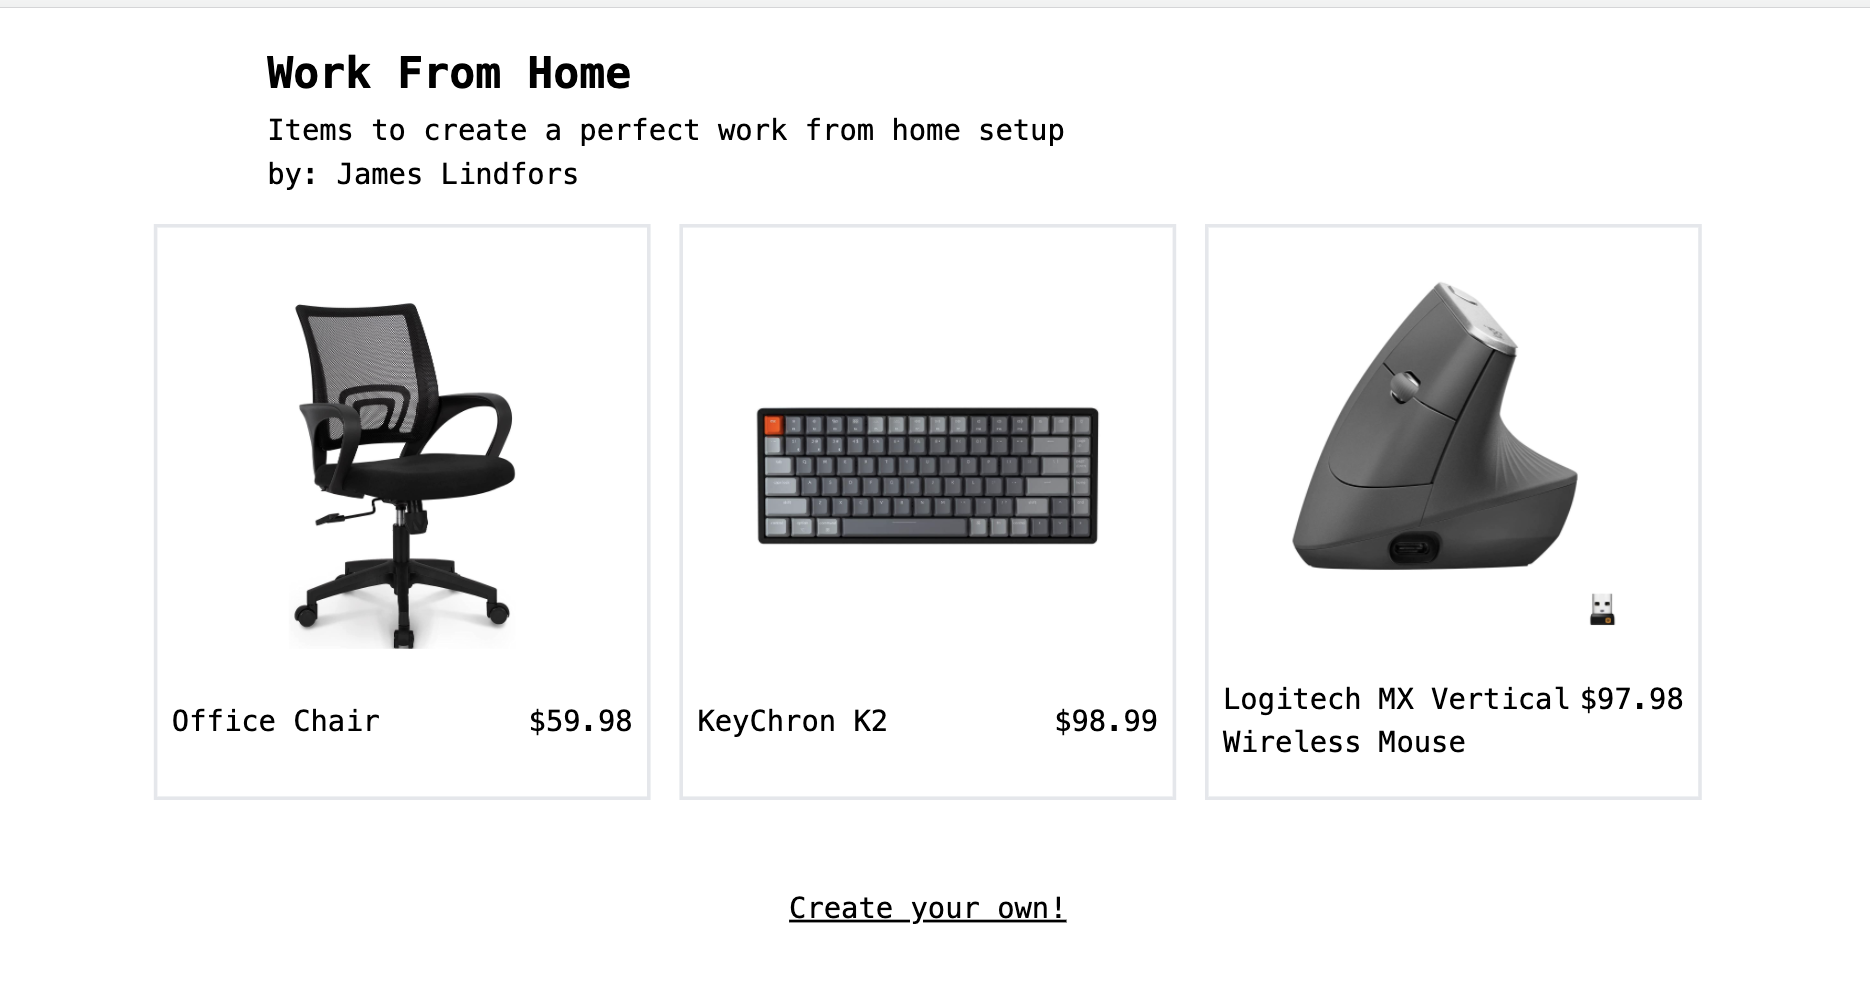 Work From Home
Items to create a perfect work from home setup
by: James Lindfors
Office Chair $59.98
KeyChron K2 $98.99
Logitech MX Vertical $97.98
Wireless Mouse
Create your own!